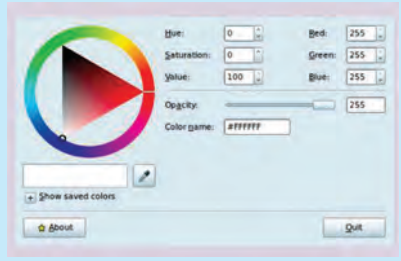 Hue: 0 Red: 255
Saturation: 0 Green: 255
Value: 100 Blue: 255
Opacity: 255
Color name: #FFFFFF
Show saved colors
About Quit